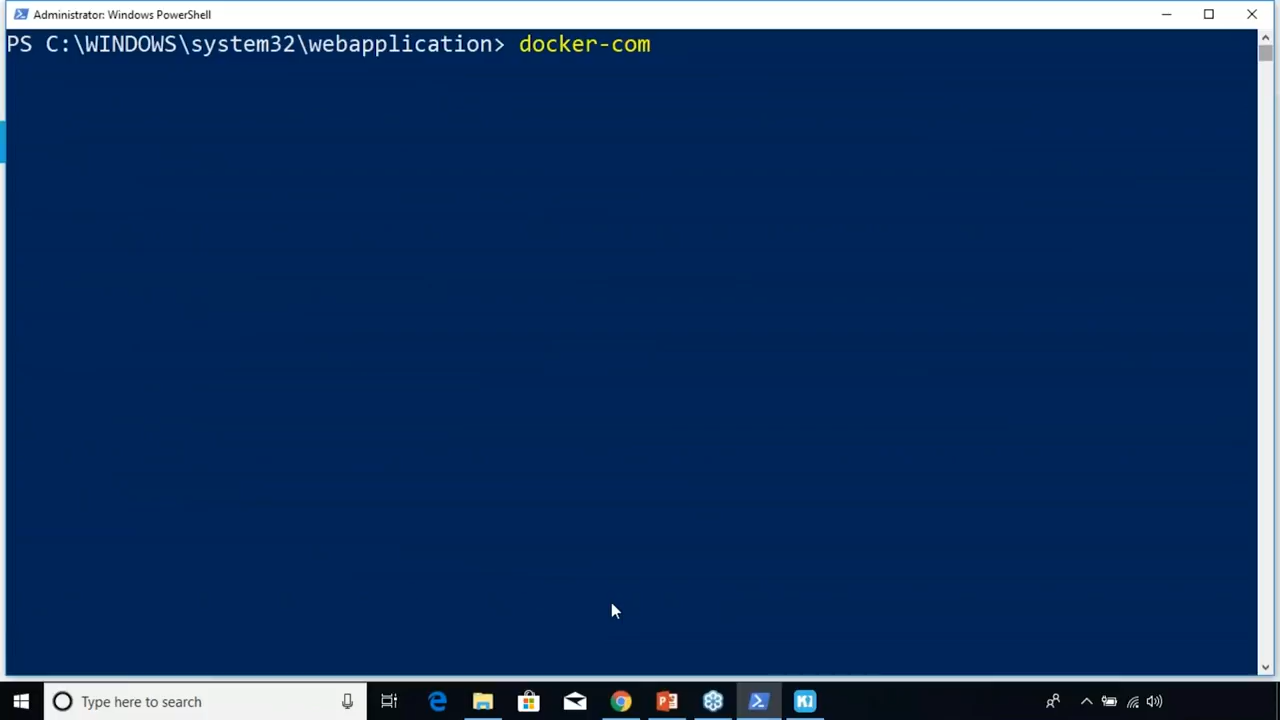 Administrator: Windows PowerShell
PS C:\WINDOWS\system32\webapplication> docker-com
Type here to search